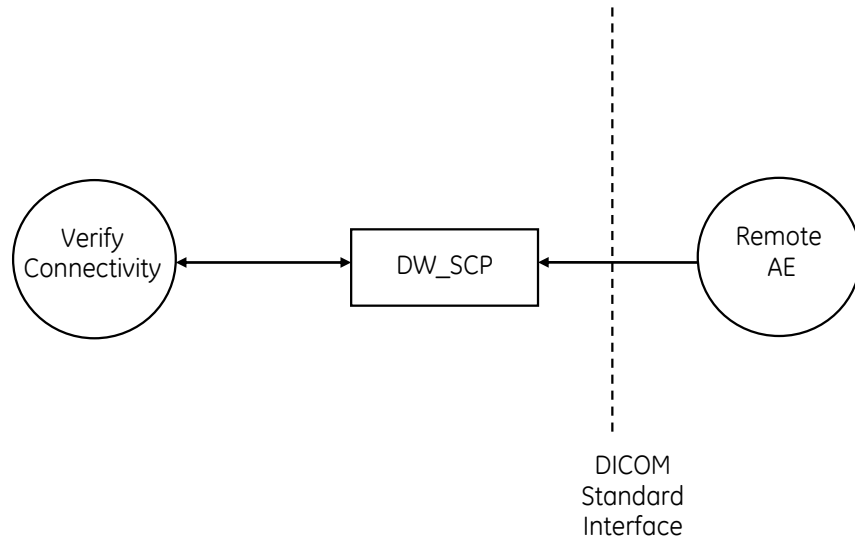 Verify
Connectivity
DW_SCP
Remote
AE
DICOM
Standard
Interface